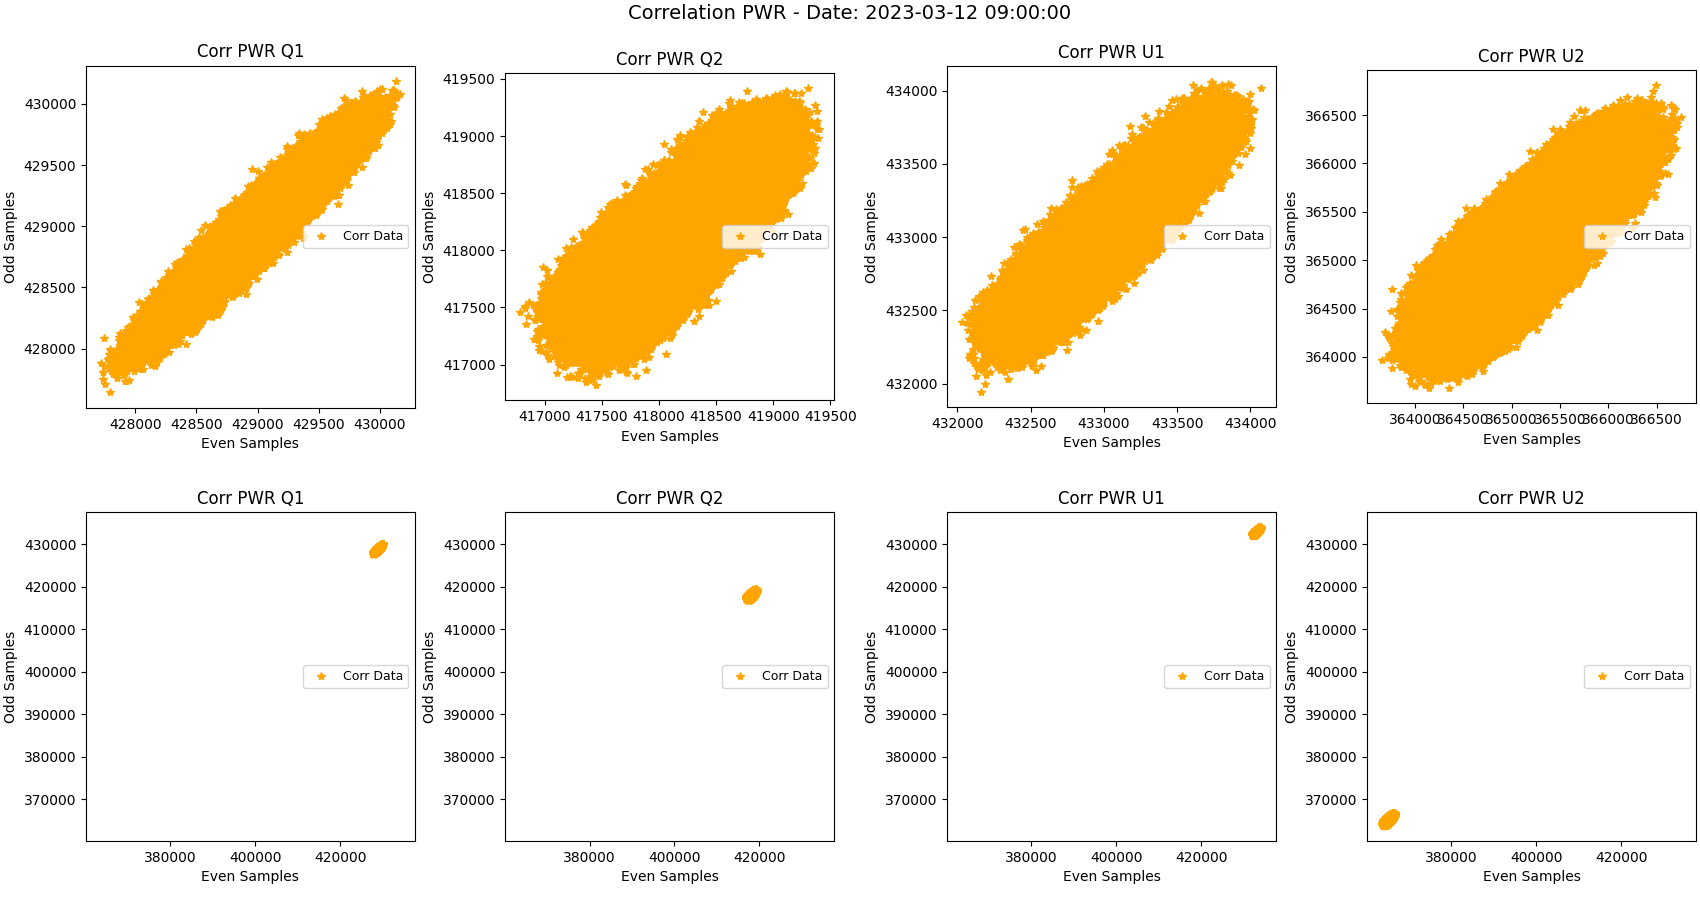 Correlation PWR - Date: 2023-03-12 09:00:00
Corr PWR Q1
430000
429500
429000
428500
428000
Odd Samples
Corr Data
428000 428500 429000 429500 430000
Even Samples
Corr PWR Q2
419500
419000
418500
418000
417500
417000
Odd Samples
Corr Data
417000 417500 418000 418500 419000 419500
Even Samples
Corr PWR U1
434000
433500
433000
432500
432000
Odd Samples
Corr Data
432000 432500 433000 433500 434000
Even Samples
Corr PWR U2
366500
366000
365500
365000
364500
364000
Odd Samples
Corr Data
364000 364500 365000 365500 366000 366500
Even Samples
Corr PWR Q1
430000
420000
410000
400000
390000
380000
370000
Odd Samples
Corr Data
380000 400000 420000
Even Samples
Corr PWR Q2
430000
420000
410000
400000
390000
380000
370000
Odd Samples
Corr Data
380000 400000 420000
Even Samples
Corr PWR U1
430000
420000
410000
400000
390000
380000
370000
Odd Samples
Corr Data
380000 400000 420000
Even Samples
Corr PWR U2
430000
420000
410000
400000
390000
380000
370000
Odd Samples
Corr Data
380000 400000 420000
Even Samples